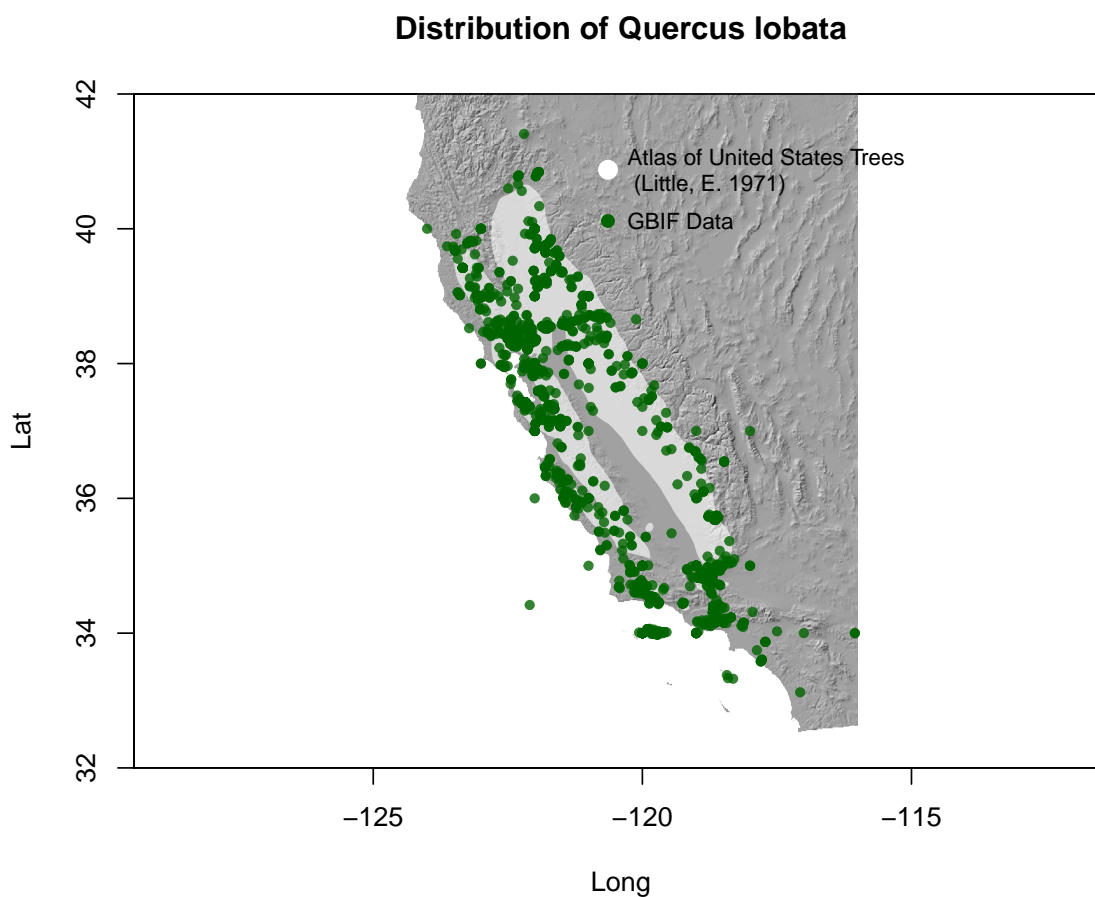 Distribution of Quercus lobata
42
40
38
36
34
32
Lat
Atlas of United States Trees
(Little, E. 1971)
GBIF Data
−125
−120
−115
Long